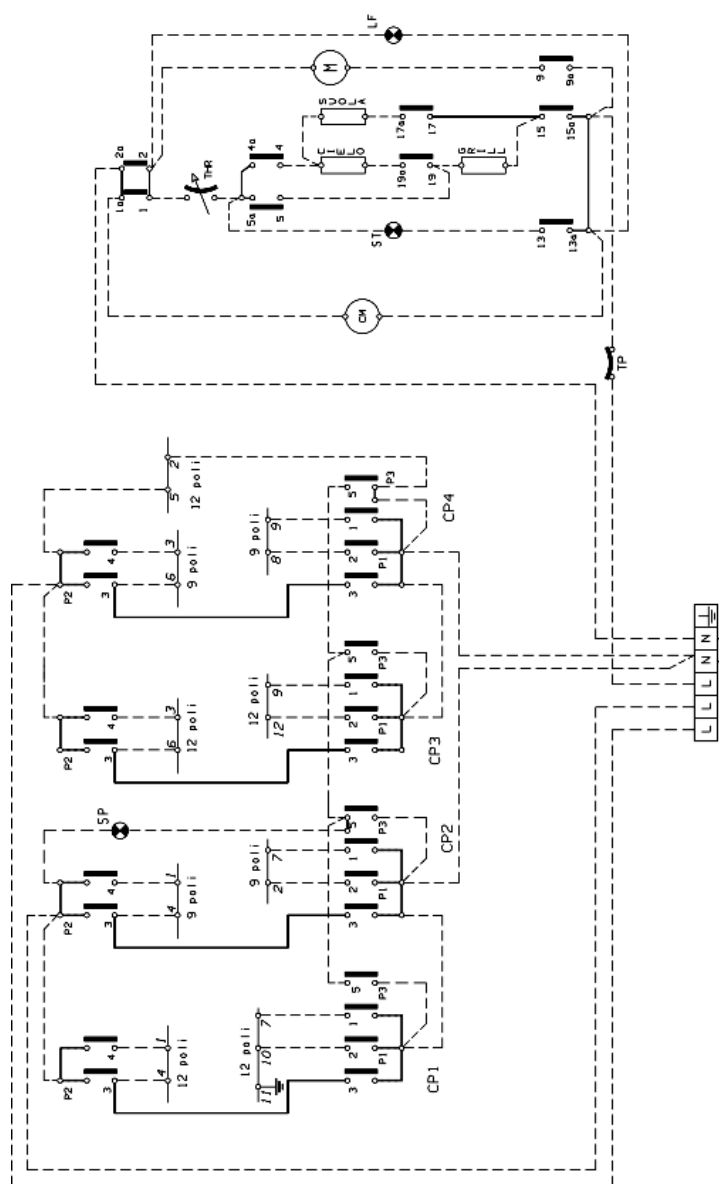 LF
M
9
9a
SUOLA
17a
17
15
15a
2a
2
THR
4a
4
CIELO
19a
19
GRILL
1a
1
5a
5
ST
13
13a
CM
TP
2
5
12 poli
5
P3
CP4
4
3
9
1
P2
3
6
9 poli
9 poli
8
2
P1
3
5
P3
4
3
9
1
P2
3
6
12 poli
12 poli
12
2
P1
3
CP3
SP
5
P3
CP2
4
1
7
1
P2
3
4
9 poli
9 poli
2
2
P1
3
5
P3
4
1
7
1
P2
3
4
12 poli
12 poli
10
11
2
P1
3
CP1
L L L N N